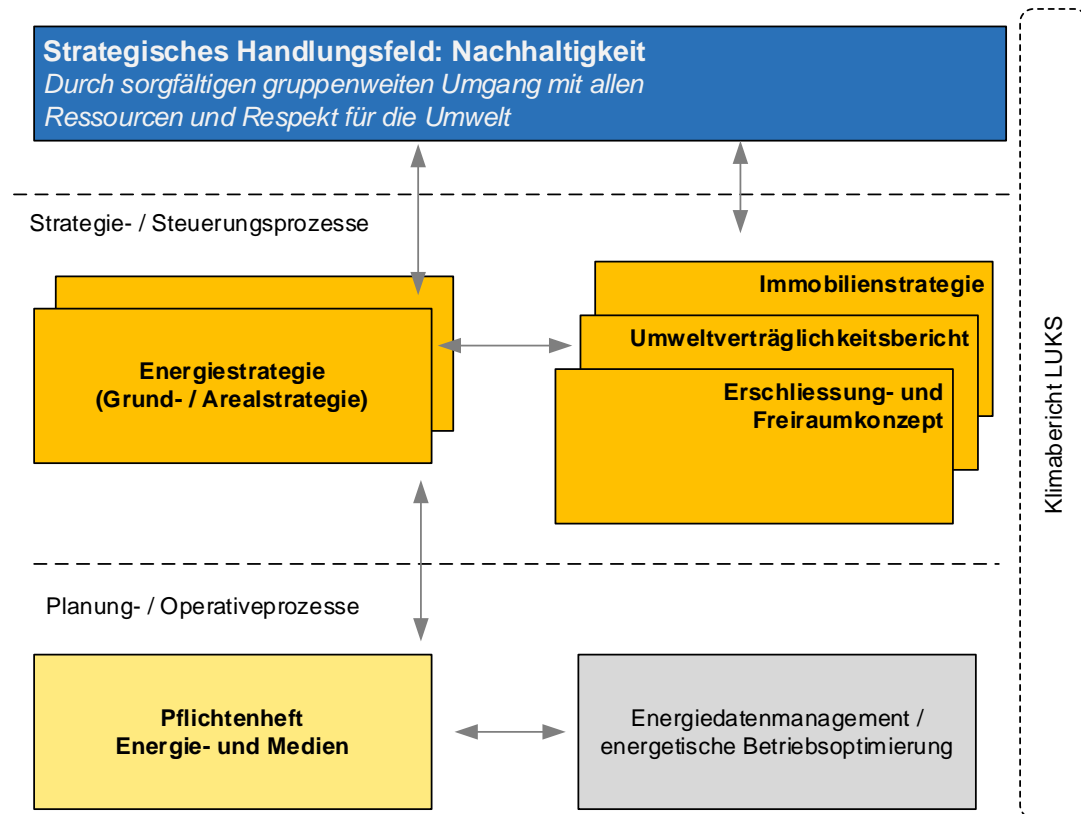 Strategisches Handlungsfeld: Nachhaltigkeit
Durch sorgfältigen gruppenweiten Umgang mit allen
Ressourcen und Respekt für die Umwelt
Strategie- / Steuerungsprozesse
Energiestrategie
(Grund- / Arealstrategie)
Immobilienstrategie
Umweltverträglichkeitsbericht
Erschliessung- und
Freiraumkonzept
Planung- / Operativeprozesse
Pflichtenheft
Energie- und Medien
Energiedatenmanagement /
energetische Betriebsoptimierung
Klimabericht LUKS